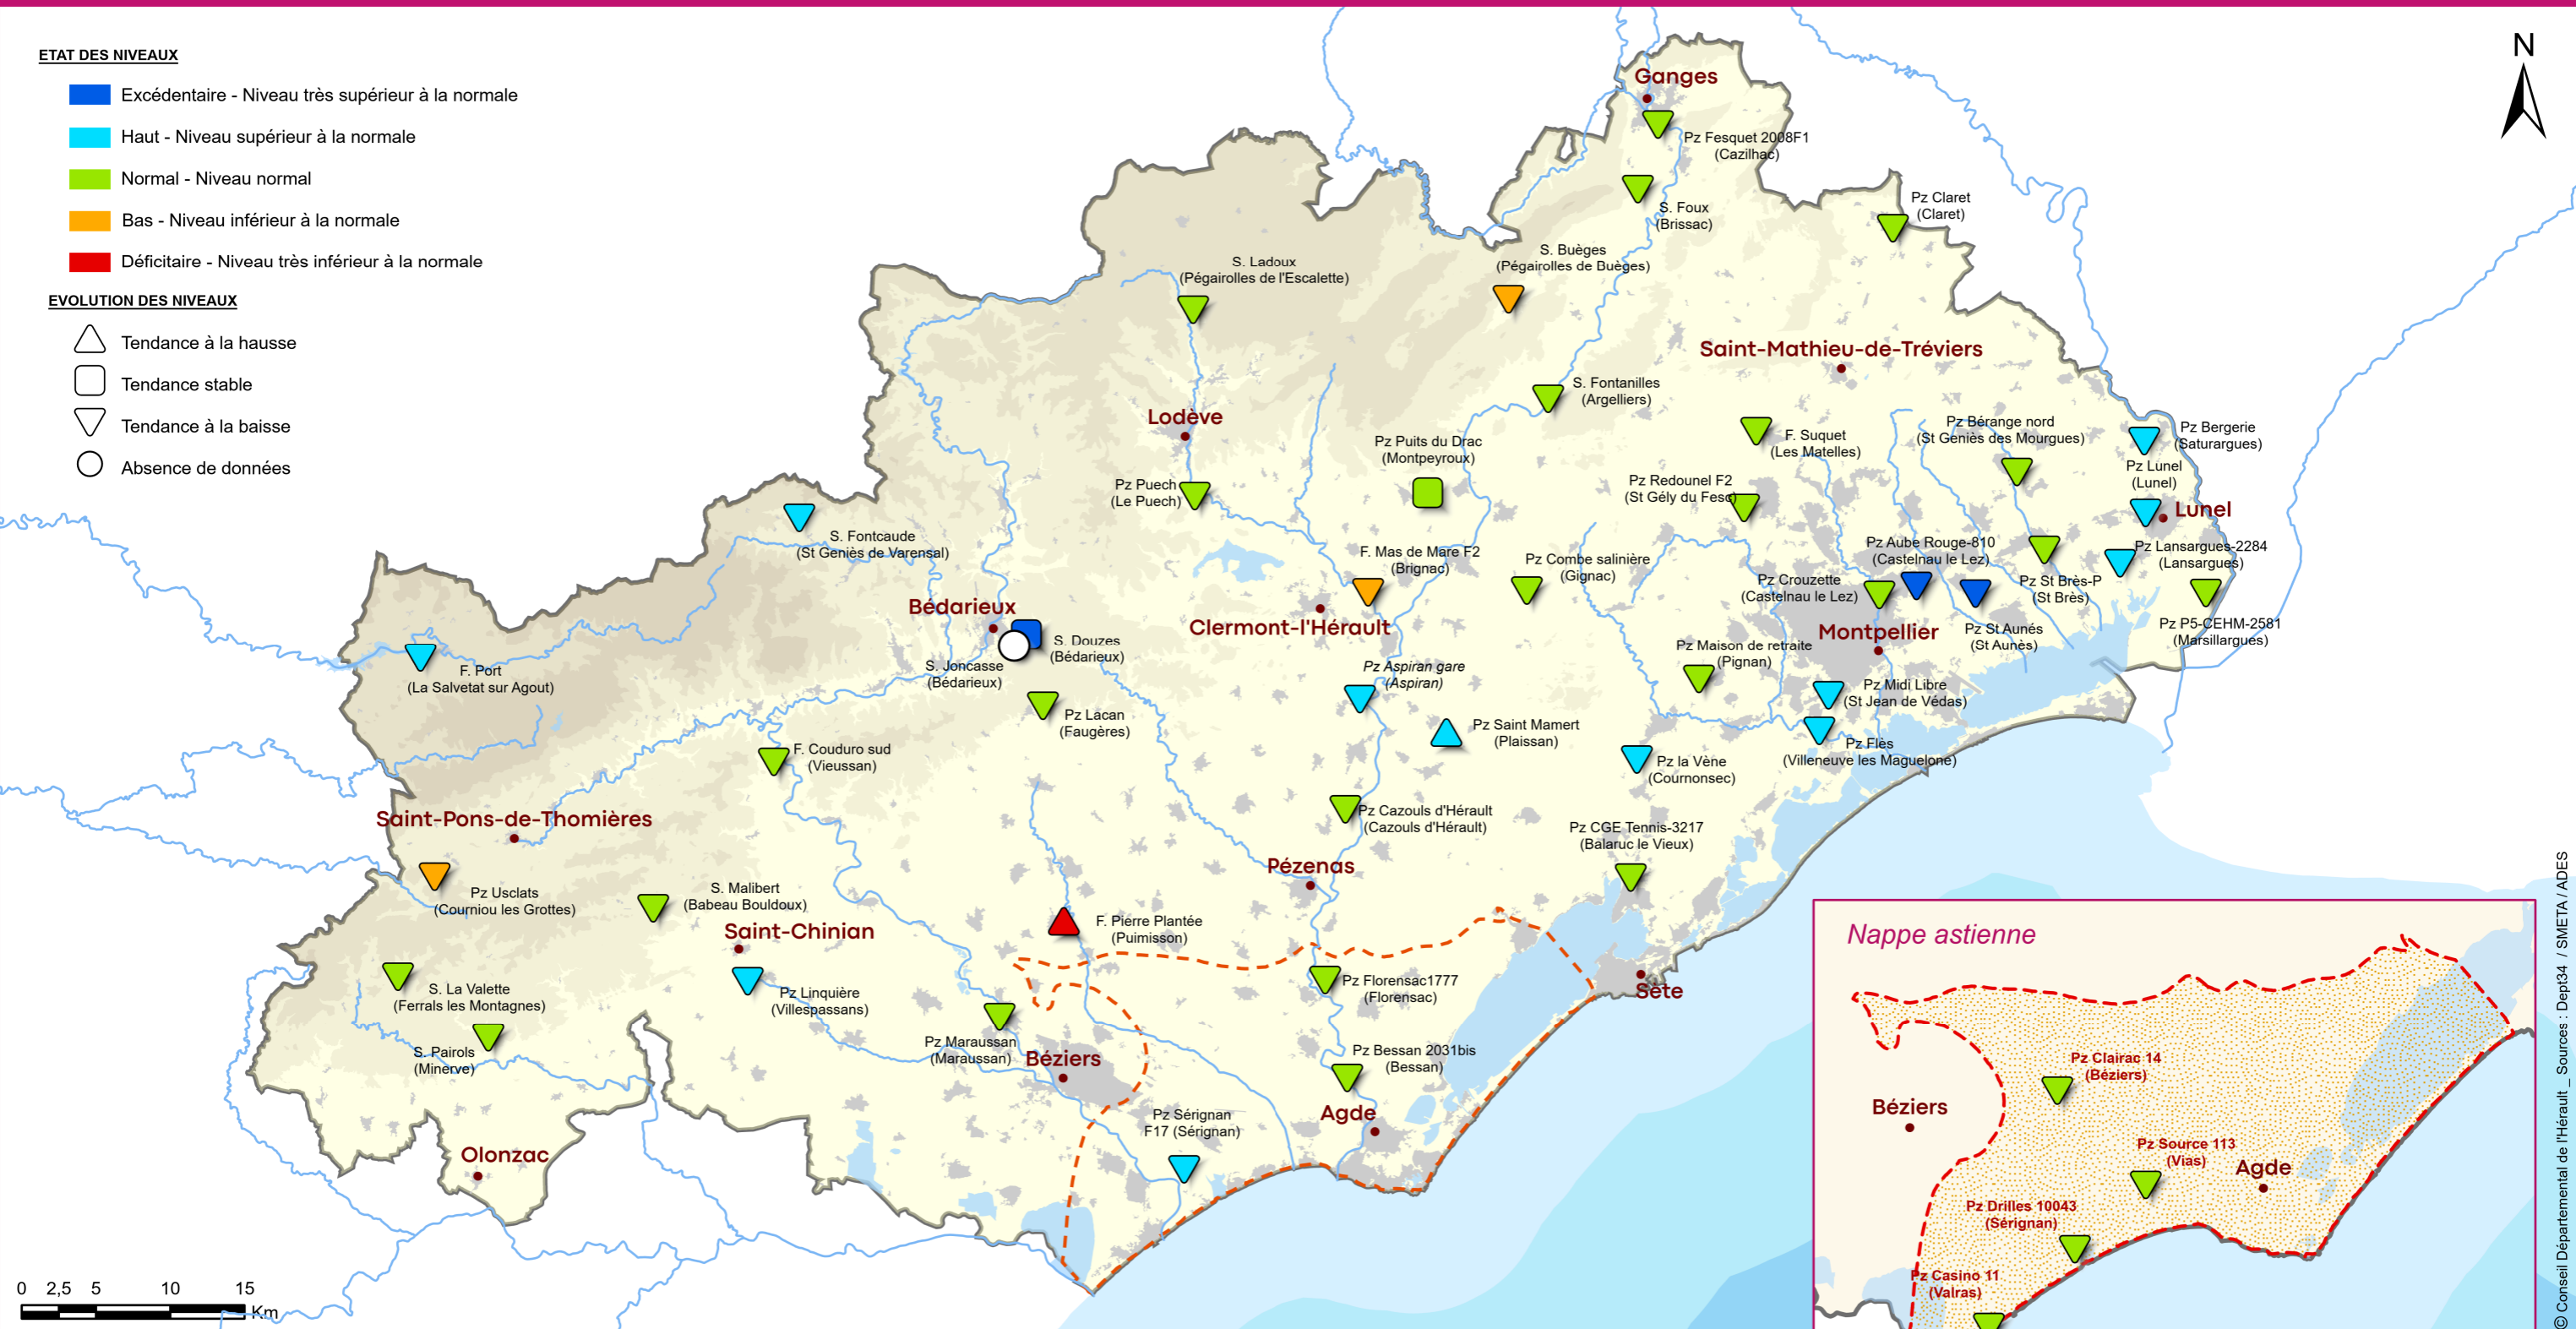 ETAT DES NIVEAUX
Excédentaire - Niveau très supérieur à la normale
Haut - Niveau supérieur à la normale
Normal - Niveau normal
Bas - Niveau inférieur à la normale
Déficitaire - Niveau très inférieur à la normale
EVOLUTION DES NIVEAUX
Tendance à la hausse
Tendance stable
Tendance à la baisse
Absence de données
N
Ganges
Pz Fesquet 2008F1
(Cazilhac)
S. Foux
(Brissac)
Pz Claret
(Claret)
S. Buèges
(Pégairolles de Buèges)
S. Ladoux
(Pégairolles de l'Escalette)
Saint-Mathieu-de-Tréviers
S. Fontanilles
(Argelliers)
Lodève
Pz Puits du Drac
(Montpeyroux)
F. Suquet
(Les Matelles)
Pz Bérange nord
(St Geniès des Mourgues)
Pz Bergerie
(Saturargues)
Pz Lunel
(Lunel)
Lunel
Pz Puech
(Le Puech)
Pz Redounel F2
(St Gély du Fesc)
S. Fontcaude
(St Geniès de Varensal)
F. Mas de Mare F2
(Brignac)
Pz Combe salinière
(Gignac)
Pz Aube Rouge-810
(Castelnau le Lez)
Pz Lansargues-2284
(Lansargues)
Pz Crouzette
(Castelnau le Lez)
Pz St Brès-P
(St Brès)
Bédarieux
Clermont-l'Hérault
Montpellier
Pz St Aunés
(St Aunès)
Pz P5-CEHM-2581
(Marsillargues)
S. Douzes
(Bédarieux)
S. Joncasse
(Bédarieux)
F. Port
(La Salvetat sur Agout)
Pz Aspiran gare
(Aspiran)
Pz Maison de retraite
(Pignan)
Pz Midi Libre
(St Jean de Védas)
Pz Lacan
(Faugères)
Pz Saint Mamert
(Plaissan)
Pz Flès
(Villeneuve les Maguelone)
F. Couduro sud
(Vieussan)
Pz la Vène
(Cournonsec)
Saint-Pons-de-Thomières
Pz Cazouls d'Hérault
(Cazouls d'Hérault)
Pz CGE Tennis-3217
(Balaruc le Vieux)
Pézenas
Pz Usclats
(Courniou les Grottes)
S. Malibert
(Babeau Bouldoux)
Saint-Chinian
F. Pierre Plantée
(Puimisson)
S. La Valette
(Ferrals les Montagnes)
Pz Linquière
(Villespassans)
Pz Florensac1777
(Florensac)
Sète
S. Pairols
(Minerve)
Pz Maraussan
(Maraussan)
Béziers
Pz Bessan 2031bis
(Bessan)
Agde
Pz Sérignan
F17 (Sérignan)
Olonzac
0 2,5 5 10 15
Km
Nappe astienne
Pz Clairac 14
(Béziers)
Béziers
Pz Source 113
(Vias)
Agde
Pz Drilles 10043
(Sérignan)
Pz Casino 11
(Valras)
© Conseil Départemental de l'Hérault _ Sources : Dept34 / SMETA / ADES